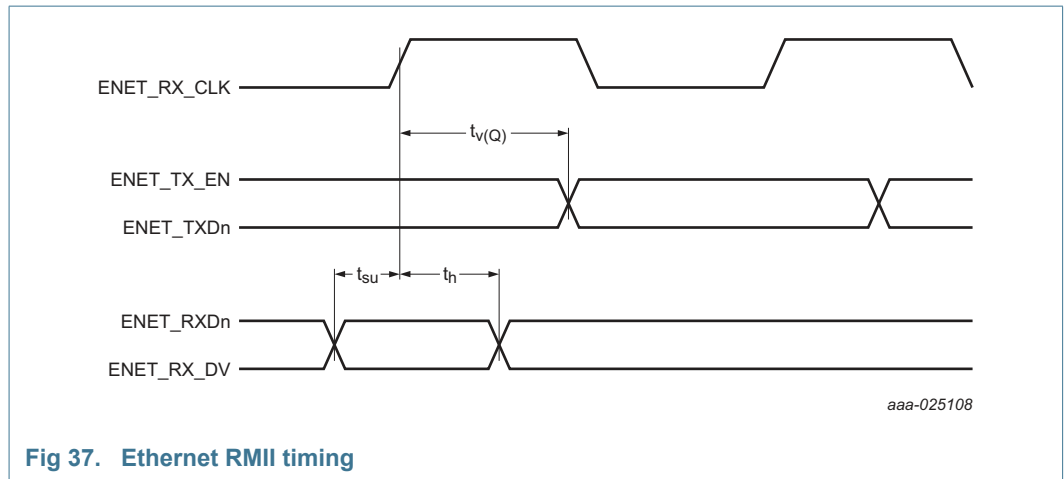 ENET_RX_CLK
tv(Q)
ENET_TX_EN
ENET_TXDn
tsu
th
ENET_RXDn
ENET_RX_DV
aaa-025108
Fig 37. Ethernet RMII timing